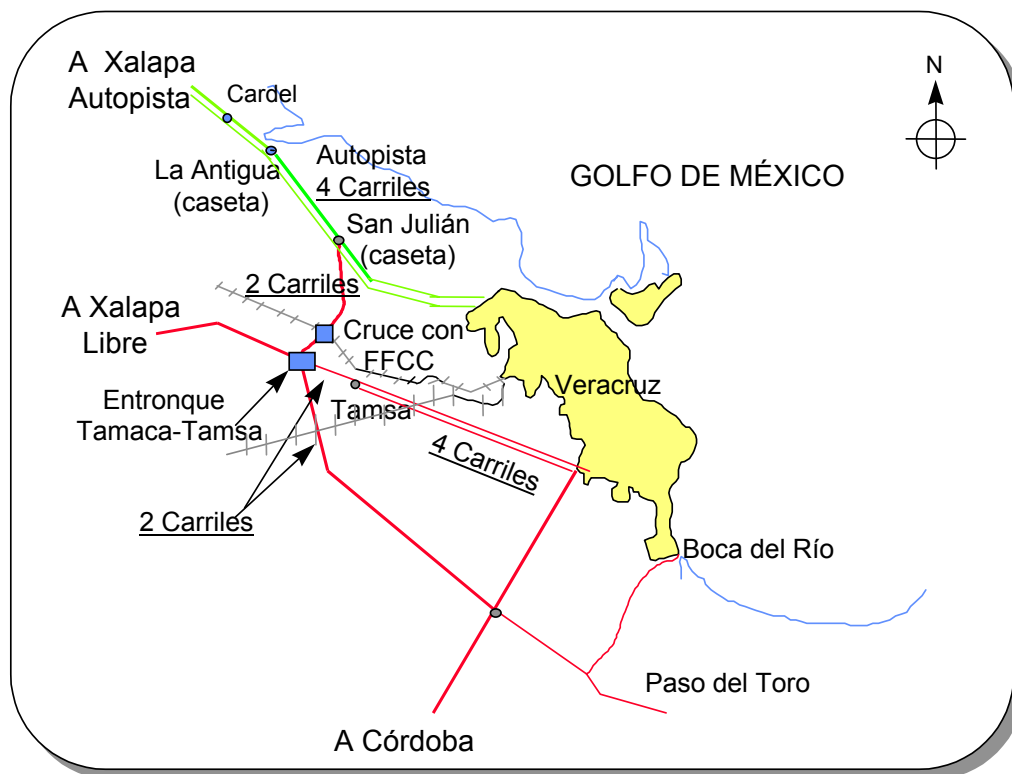 A Xalapa
Autopista
Cardel
N
La Antigua
(caseta)
Autopista
4 Carriles
GOLFO DE MÉXICO
San Julián
(caseta)
2 Carriles
A Xalapa
Libre
Cruce con
FFCC
Veracruz
Entronque
Tamaca-Tamsa
Tamsa
4 Carriles
2 Carriles
Boca del Río
Paso del Toro
A Córdoba